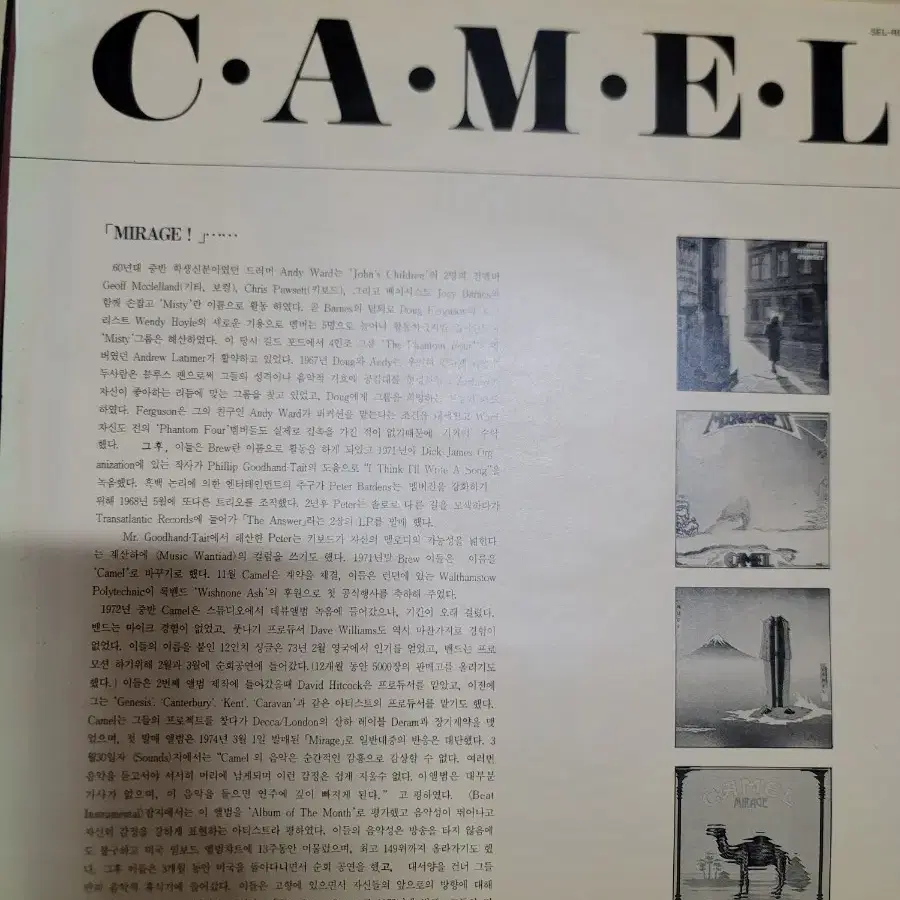 C·A·M·E·L
SEL-
「MIRAGE ! 」……
60년대 중반 학생신분이였던 드러머 Andy Ward는 'John's Children'의 2명의 전멤버
Geoff Mcclelland(기타, 보컬), Chris Pawsett(키보드), 그리고 베이시스트 Joey Barnes와
함께 손잡고 'Misty'란 이름으로 활동 하였다. 곧 Barnes의 탈퇴로 Doug Ferguson과
리스트 Wendy Hoyle의 새로운 기용으로 멤버는 5명으로 늘어나 활동
'Misty'그룹은 해산하였다. 이 당시 길드 포드에서 4인조 그룹 'The Phantom Four'
버였던 Andrew Latimer가 활약하고 있었다. 1967년 Doug과 Andy는
두사람은 블루스 팬으로써 그들의 성격이나 음악적 기호에 공감대를
자신이 좋아하는 리듬에 맞는 그룹을 찾고 있었고, Doug에게 그룹을
하였다. Ferguson은 그의 친구인 Andy Ward가 퍼커션을 맡는다는 조건을
자신도 전의 'Phantom Four'멤버들도 실제로 접촉을 가진 적이 없기때문에
했다. 그후, 이들은 Brew란 이름으로 활동을 하게 되었고 1971년에 Dick James Org
anization에 있는 작사가 Phillip Goodhand-Tait의 도움으로 "I Think I'll Write A Song"을
녹음했다. 흑백 논리에 의한 엔터테인먼트의 추구가 Peter Bardens는 멤버진을 강화하기
위해 1968년 5월에 또다른 트리오를 조직했다. 2년후 Peter는 솔로로 다른 길을 모색하다가
Transatlantic Records에 들어가 「The Answer」라는 2장의 LP를 발매 했다.
Mr. Goodhand-Tait에서 해산한 Peter는 키보드가 자신의 멜로디의 가능성을 넓힌다
는 계산하에 (Music Wantiad)의 컬럼을 쓰기도 했다. 1971년말 Brew 이들은 이름을
'Camel'로 바꾸기로 했다. 11월 Camel은 계약을 체결, 이들은 런던에 있는 Walthamstow
Polytechnic이 록밴드 'Wishnone Ash'의 후원으로 첫 공식행사를 축하해 주었다.
1972년 중반 Camel은 스튜디오에서 데뷰앨범 녹음에 들어갔으나, 기간이 오래 걸렸다.
밴드는 마이크 경험이 없었고, 풋나기 프로듀서 Dave Williams도 역시 마찬가지로 경험이
없었다. 이들의 이름을 붙인 12인치 싱글은 73년 2월 영국에서 인기를 얻었고, 밴드는 프로
모션 하기위해 2월과 3월에 순회공연에 들어갔다.(12개월 동안 5000장의 판매고를 올리기도
했다.) 이들은 2번째 앨범 제작에 들어갔을때 David Hitcock은 프로듀서를 맡았고, 이전에
그는 'Genesis', 'Canterbury', 'Kent', 'Caravan'과 같은 아티스트의 프로듀서를 맡기도 했다.
Camel는 그들의 프로젝트를 찾다가 Decca/London의 산하 레이블 Deram과 장기계약을 맺
었으며, 첫 발매 앨범은 1974년 3월 1일 발매된 「Mirage」로 일반대중의 반응은 대단했다. 3
월30일자 (Sounds)지에서는 "Camel 의 음악은 순간적인 감흥으로 감상할 수 없다. 여러번
음악을 듣고서야 서서히 머리에 남게되며 이런 감정은 쉽게 지울수 없다. 이앨범은 대부분
가사가 없으며, 이 음악을 들으면 연주에 깊이 빠지게 된다." 고 평하였다. (Beat
Instrumental)잡지에서는 이 앨범을 'Album of The Month'로 평가했고 음악성이 뛰어나고
자신의 감정을 강하게 표현하는 아티스트라 평하였다. 이들의 음악성은 방송을 타지 않음에
도 불구하고 미국 빌보드 앨범차트에 13주동안 머물렀으며, 최고 149위까지 올라가기도 했
다. 그후 이들은 3개월 동안 미국을 돌아다니면서 순회 공연을 했고, 대서양을 건너 그들
만의 음악적 휴식기에 들어갔다. 이들은 고향에 있으면서 자신들의 앞으로의 방향에 대해
MOONMADNESS
CAMEL
CAMEL
MIRAGE